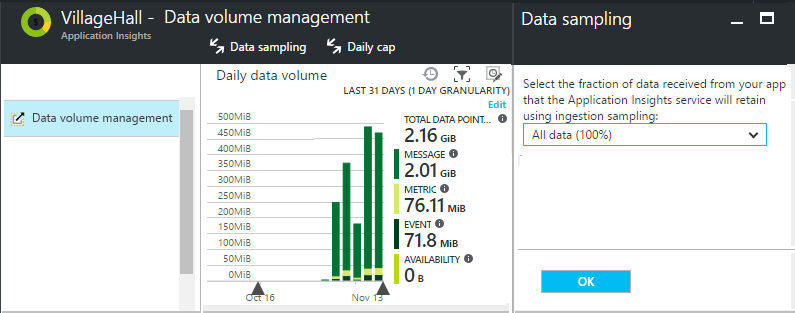 VillageHall - Data volume management
Application Insights
Data sampling
Daily cap
Data volume management
Daily data volume
LAST 31 DAYS (1 DAY GRANULARITY)
Edit
500MiB
450MiB
400MiB
350MiB
300MiB
250MiB
200MiB
150MiB
100MiB
50MiB
0MiB
Oct 16
Nov 13
TOTAL DATA POINT...
2.16 GiB
MESSAGE
2.01 GiB
METRIC
76.11 MiB
EVENT
71.8 MiB
AVAILABILITY
0 B
Data sampling
Select the fraction of data received from your app
that the Application Insights service will retain
using ingestion sampling:
All data (100%)
OK